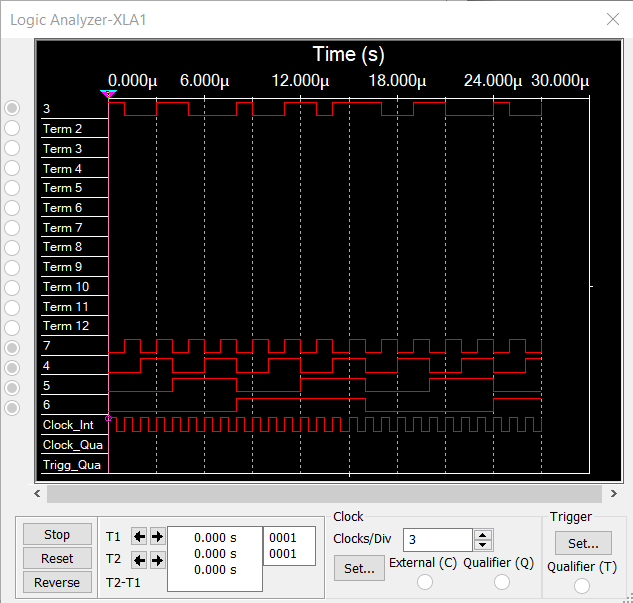 Logic Analyzer-XLA1
Time (s)
0.000µ 6.000µ 12.000µ 18.000µ 24.000µ 30.000µ
3
Term 2
Term 3
Term 4
Term 5
Term 6
Term 7
Term 8
Term 9
Term 10
Term 11
Term 12
7
4
5
6
Clock_Int
Clock_Qua
Trigg_Qua
Stop
Reset
Reverse
T1 0.000 s 0001
T2 0.000 s 0001
T2-T1 0.000 s
Clock
Clocks/Div 3
Set... External (C) Qualifier (Q)
Trigger
Set...
Qualifier (T)